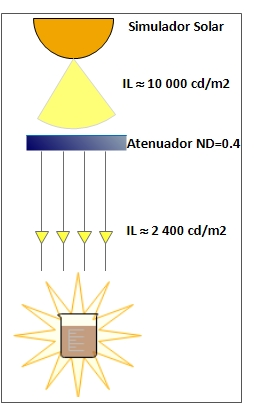 Simulador Solar
IL ≈ 10 000 cd/m2
Atenuador ND=0.4
IL ≈ 2 400 cd/m2